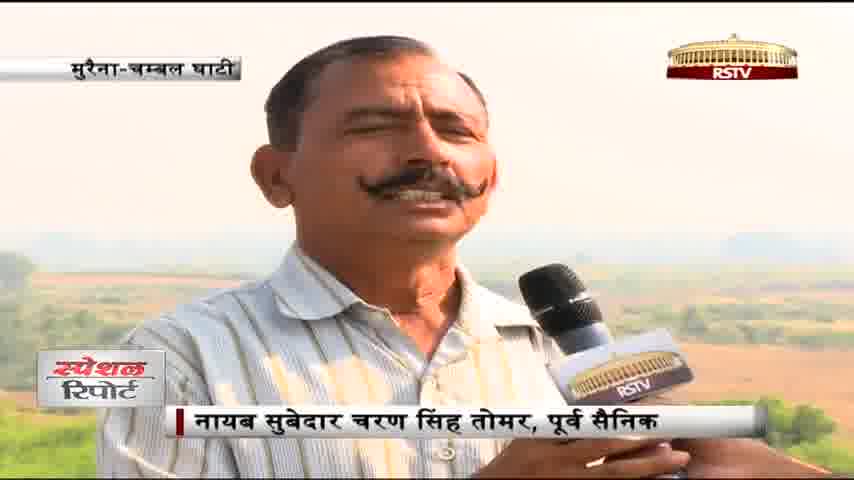 मुरैना-चम्बल घाटी
RSTV
RSTV
स्पेशल
रिपोर्ट
नायब सुबेदार चरण सिंह तोमर, पूर्व सैनिक